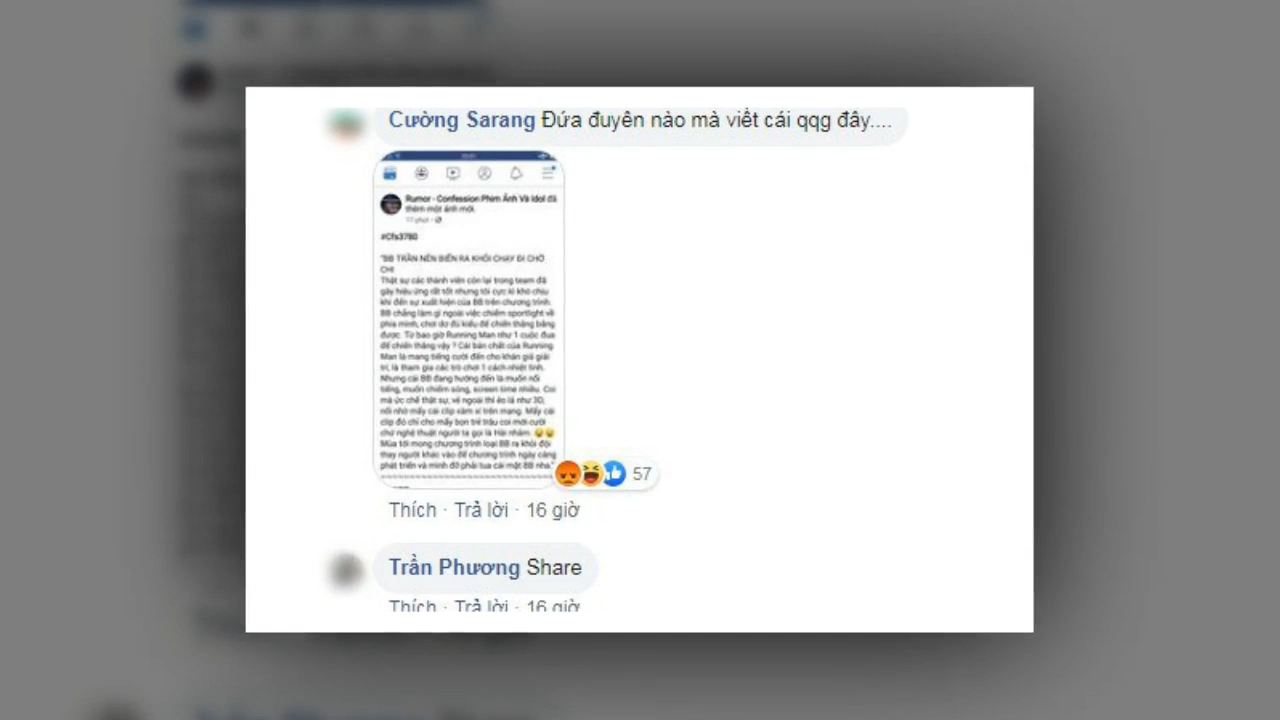 Cường Sarang Đứa đuyên nào mà viết cái qqg đây....
Rumor - Confession Phim Ảnh Và Idol đã
thêm một ảnh mới.
11 phút
#Cfs3780
"BB TRẦN NÊN BIẾN RA KHỎI CHẠY ĐI CHỜ
CHI
Thật sự các thành viên còn lại trong team đã
gây hiệu ứng rất tốt nhưng tôi cực kì khó chịu
khi đến sự xuất hiện của BB trên chương trình.
BB chẳng làm gì ngoài việc chiếm sportlight về
phía mình, chơi dơ đủ kiểu để chiến thắng bằng
được. Từ bao giờ Running Man như 1 cuộc đua
để chiến thắng vậy ? Cái bản chất của Running
Man là mang tiếng cười đến cho khán giả giải
trí, là tham gia các trò chơi 1 cách nhiệt tình.
Nhưng cái BB đang hướng đến là muốn nổi
tiếng, muốn chiếm sóng, screen time nhiều. Coi
mà ức chế thật sự, vẻ ngoài thì éo lả như 3D,
nổi nhờ mấy cái clip xàm xí trên mạng. Mấy cái
clip đó chỉ cho mấy bọn trẻ trâu coi mới cười
chứ nghệ thuật người ta gọi là Hài nhảm. 😪😪
Mùa tới mong chương trình loại BB ra khỏi đội
thay người khác vào để chương trình ngày càng
phát triển và mình đỡ phải tua cái mặt BB nha."
57
Thích · Trả lời · 16 giờ
Trần Phương Share
Thích · Trả lời · 16 giờ